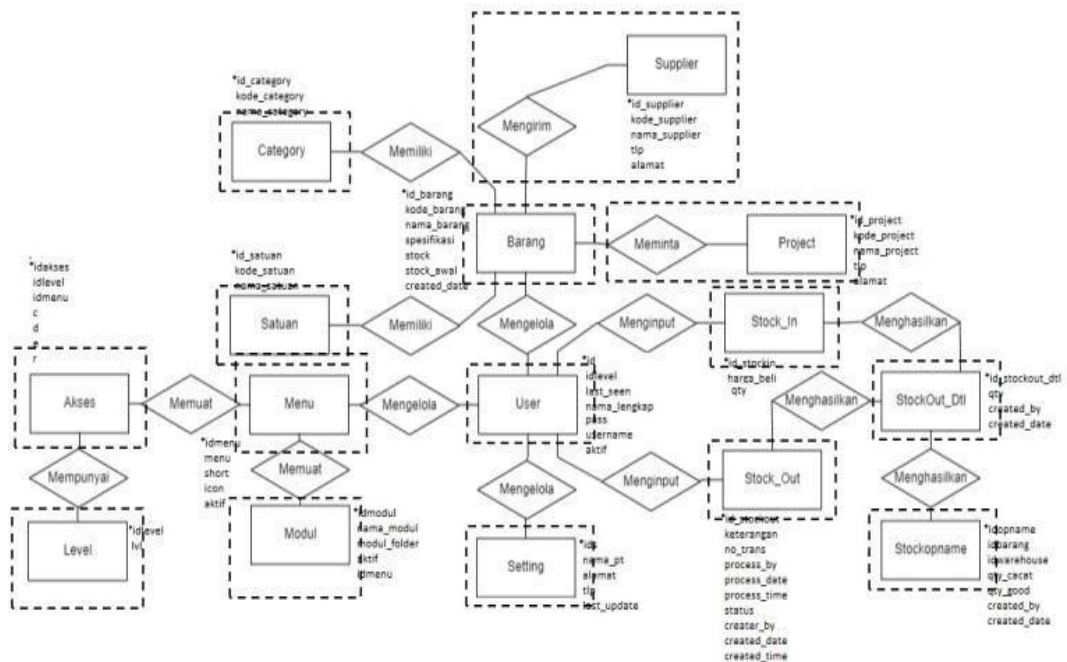 Supplier
*id_supplier
kode_supplier
nama_supplier
tlp
alamat
Mengirim
*id_category
kode_category
nama_category
Category
Memiliki
*id_barang
kode_barang
nama_barang
spesifikasi
stock
stock_awal
created_date
Barang
Meminta
Project
*id_project
kode_project
nama_project
tlp
alamat
*id_satuan
kode_satuan
nama_satuan
Satuan
Memiliki
Mengelola
Menginput
Stock_In
*id_stockin
harga_beli
qty
Menghasilkan
*idakses
idlevel
idmenu
c
d
e
r
Akses
Memuat
Menu
*idmenu
menu
short
icon
aktif
Mengelola
User
*id
idlevel
last_seen
nama_lengkap
pass
username
aktif
Menghasilkan
StockOut_Dtl
*id_stockout_dtl
qty
created_by
created_date
Mempunyai
Memuat
Mengelola
Menginput
Stock_Out
*id_stockout
keterangan
no_trans
process_by
process_date
process_time
status
creater_by
created_date
created_time
Menghasilkan
Level
*idlevel
lvl
Modul
*idmodul
nama_modul
modul_folder
aktif
idmenu
Setting
*ids
nama_pt
alamat
tlp
last_update
Stockopname
*idopname
idbarang
idwarehouse
qty_cacat
qty_good
created_by
created_date